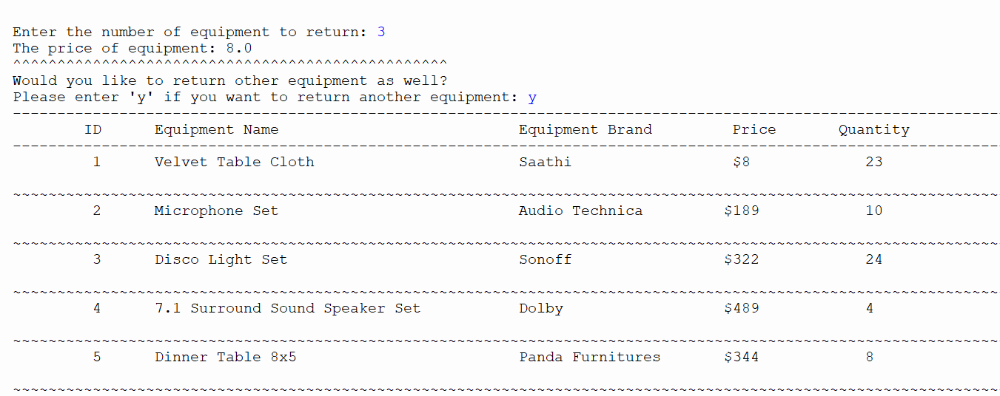 Enter the number of equipment to return: 3
The price of equipment: 8.0
^^^^^^^^^^^^^^^^^^^^^^^^^^^^^^^^^^^^^^^^^^^^^^^^^
Would you like to return other equipment as well?
Please enter 'y' if you want to return another equipment: y
---------------------------------------------------------------------------------------------------------------
ID Equipment Name Equipment Brand Price Quantity
---------------------------------------------------------------------------------------------------------------
1 Velvet Table Cloth Saathi $8 23
~~~~~~~~~~~~~~~~~~~~~~~~~~~~~~~~~~~~~~~~~~~~~~~~~~~~~~~~~~~~~~~~~~~~~~~~~~~~~~~~~~~~~~~~~~~~~~~~~~~~~~~~~~~~~~~
2 Microphone Set Audio Technica $189 10
~~~~~~~~~~~~~~~~~~~~~~~~~~~~~~~~~~~~~~~~~~~~~~~~~~~~~~~~~~~~~~~~~~~~~~~~~~~~~~~~~~~~~~~~~~~~~~~~~~~~~~~~~~~~~~~
3 Disco Light Set Sonoff $322 24
~~~~~~~~~~~~~~~~~~~~~~~~~~~~~~~~~~~~~~~~~~~~~~~~~~~~~~~~~~~~~~~~~~~~~~~~~~~~~~~~~~~~~~~~~~~~~~~~~~~~~~~~~~~~~~~
4 7.1 Surround Sound Speaker Set Dolby $489 4
~~~~~~~~~~~~~~~~~~~~~~~~~~~~~~~~~~~~~~~~~~~~~~~~~~~~~~~~~~~~~~~~~~~~~~~~~~~~~~~~~~~~~~~~~~~~~~~~~~~~~~~~~~~~~~~
5 Dinner Table 8x5 Panda Furnitures $344 8
~~~~~~~~~~~~~~~~~~~~~~~~~~~~~~~~~~~~~~~~~~~~~~~~~~~~~~~~~~~~~~~~~~~~~~~~~~~~~~~~~~~~~~~~~~~~~~~~~~~~~~~~~~~~~~~